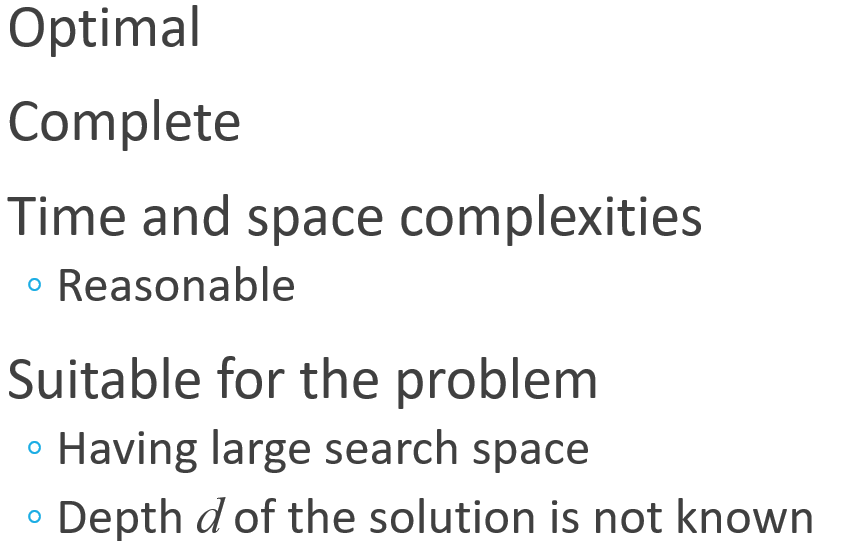 Optimal
Complete
Time and space complexities
◦ Reasonable
Suitable for the problem
◦ Having large search space
◦ Depth d of the solution is not known